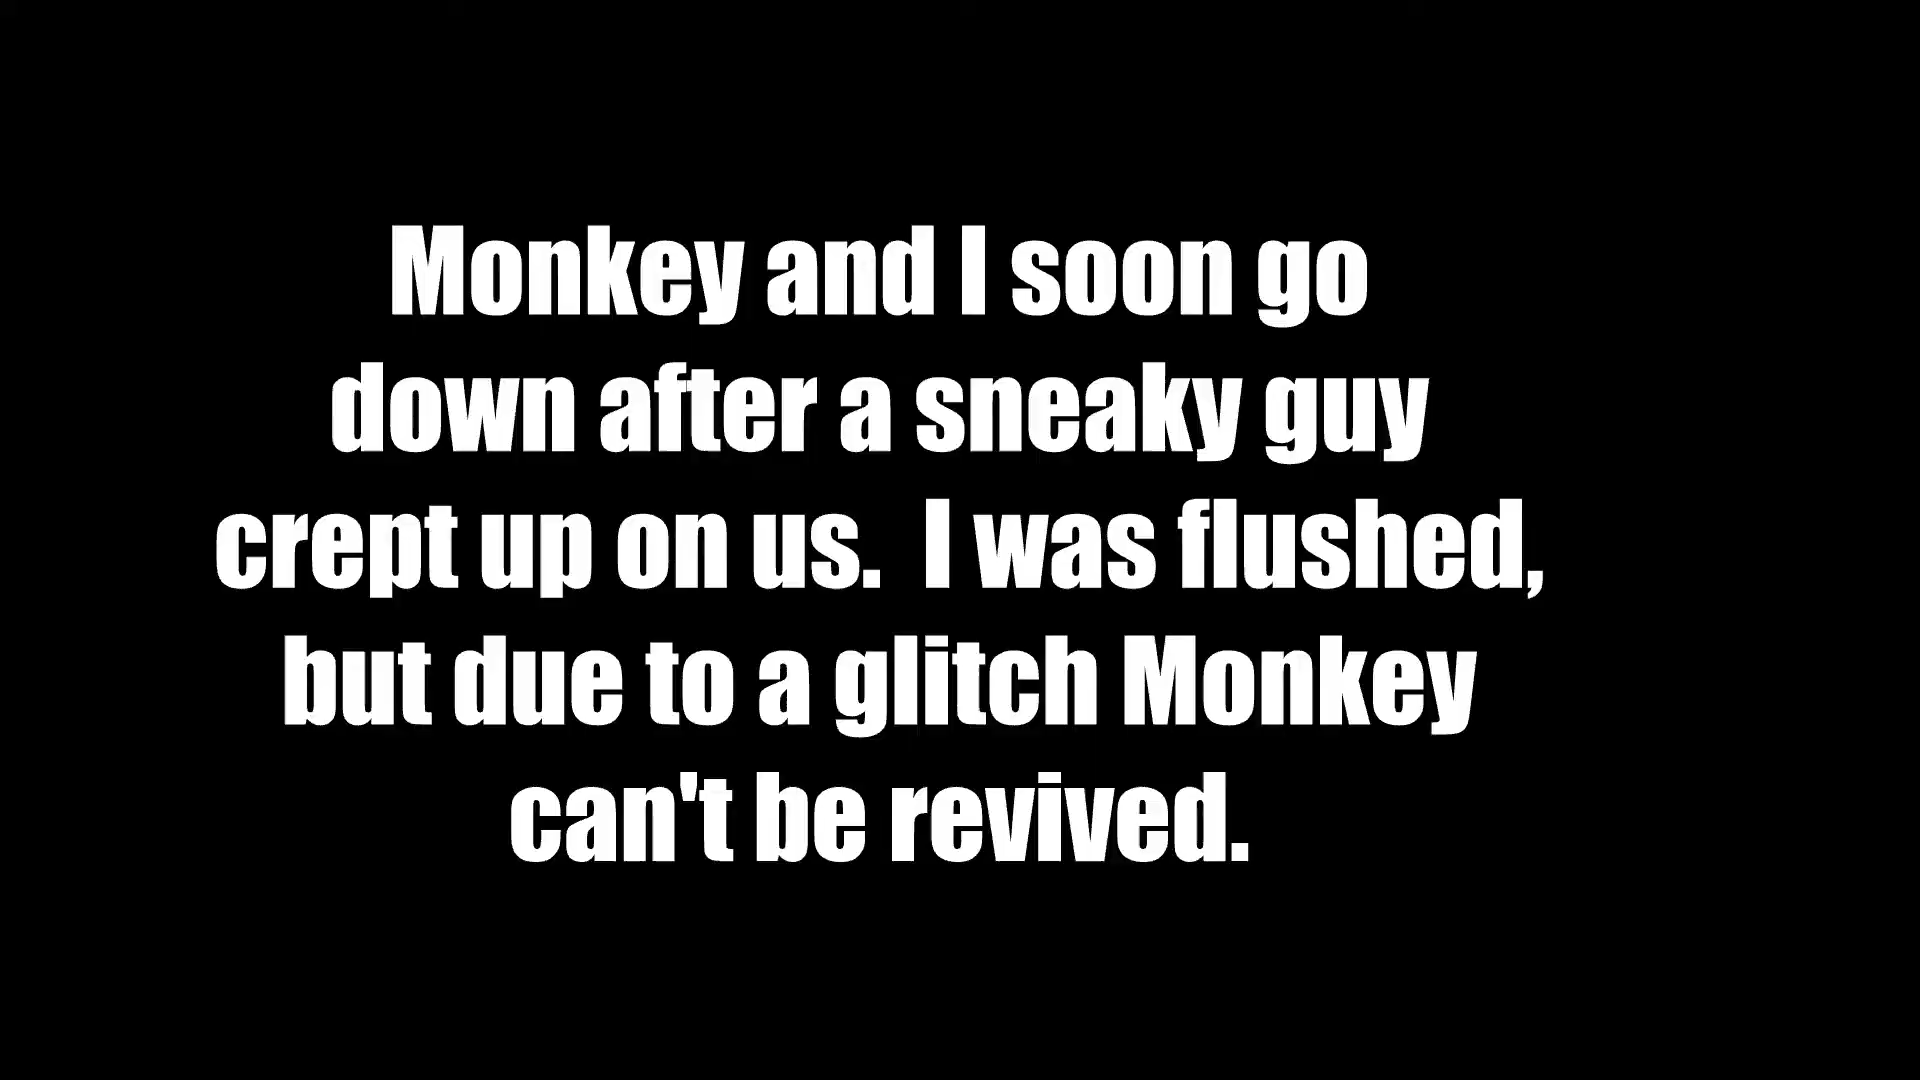 Monkey and I soon go
down after a sneaky guy
crept up on us.  I was flushed,
but due to a glitch Monkey
can't be revived.